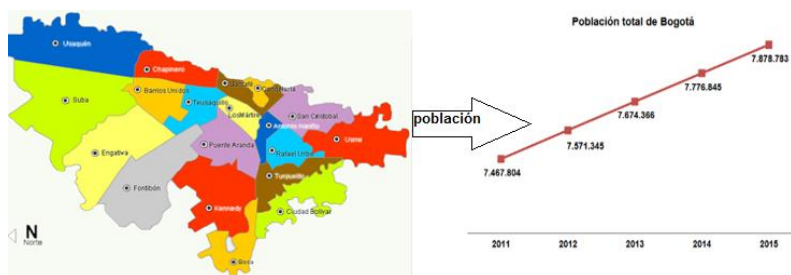 Usaquén
Chapinero
Suba
Barrios Unidos
Teusaquillo
Santa Fe
Candelaria
Los Mártires
San Cristobal
Antonio Nariño
Engativa
Puente Aranda
Rafael Uribe
Usme
Fontibón
Tunjuelito
Kennedy
Ciudad Bolívar
Bosa
N
Norte
población
Población total de Bogotá
7.878.783
7.776.845
7.674.366
7.571.345
7.467.804
2011 2012 2013 2014 2015